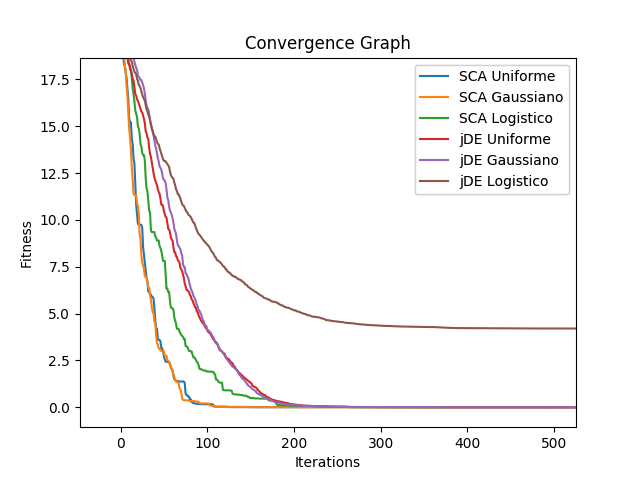 Convergence Graph
SCA Uniforme
SCA Gaussiano
SCA Logistico
jDE Uniforme
jDE Gaussiano
jDE Logistico
Fitness
17.5
15.0
12.5
10.0
7.5
5.0
2.5
0.0
0 100 200 300 400 500
Iterations